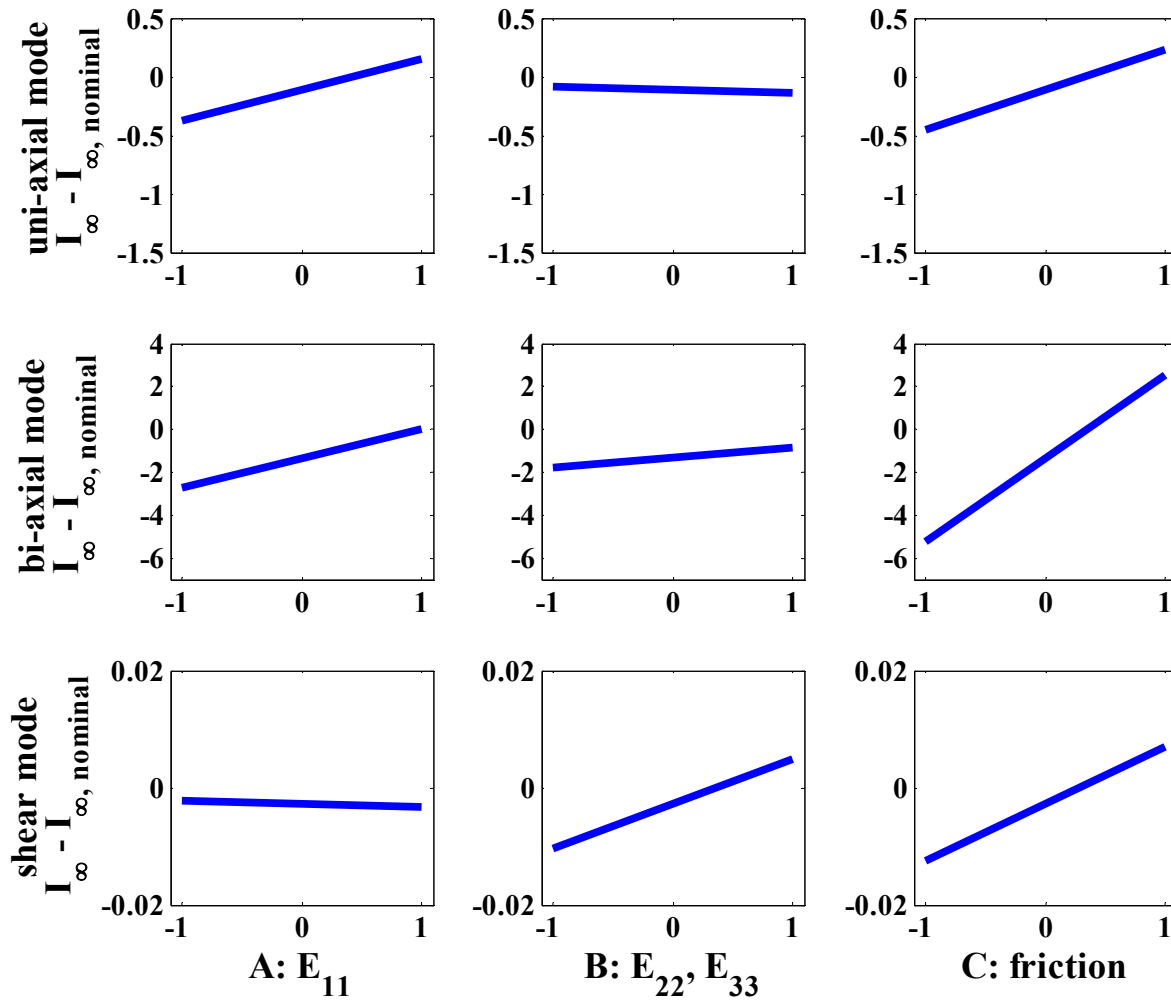 uni-axial mode
I∞ - I∞, nominal
0.5
0
-0.5
-1
-1.5
-1 0 1
0.5
0
-0.5
-1
-1.5
-1 0 1
0.5
0
-0.5
-1
-1.5
-1 0 1
bi-axial mode
I∞ - I∞, nominal
4
2
0
-2
-4
-6
-1 0 1
4
2
0
-2
-4
-6
-1 0 1
4
2
0
-2
-4
-6
-1 0 1
shear mode
I∞ - I∞, nominal
0.02
0
-0.02
-1 0 1
0.02
0
-0.02
-1 0 1
0.02
0
-0.02
-1 0 1
A: E11
B: E22, E33
C: friction